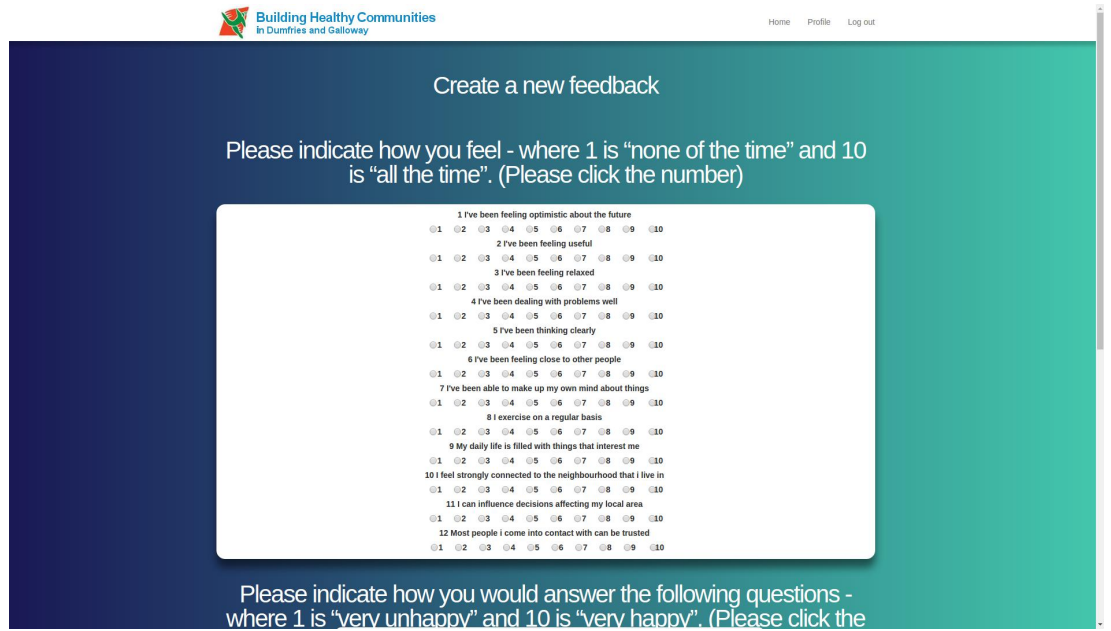 Building Healthy Communities
in Dumfries and Galloway
Home Profile Log out
Create a new feedback
Please indicate how you feel - where 1 is “none of the time” and 10
is “all the time”. (Please click the number)
1 I've been feeling optimistic about the future
1 2 3 4 5 6 7 8 9 10
2 I've been feeling useful
1 2 3 4 5 6 7 8 9 10
3 I've been feeling relaxed
1 2 3 4 5 6 7 8 9 10
4 I've been dealing with problems well
1 2 3 4 5 6 7 8 9 10
5 I've been thinking clearly
1 2 3 4 5 6 7 8 9 10
6 I've been feeling close to other people
1 2 3 4 5 6 7 8 9 10
7 I've been able to make up my own mind about things
1 2 3 4 5 6 7 8 9 10
8 I exercise on a regular basis
1 2 3 4 5 6 7 8 9 10
9 My daily life is filled with things that interest me
1 2 3 4 5 6 7 8 9 10
10 I feel strongly connected to the neighbourhood that i live in
1 2 3 4 5 6 7 8 9 10
11 I can influence decisions affecting my local area
1 2 3 4 5 6 7 8 9 10
12 Most people i come into contact with can be trusted
1 2 3 4 5 6 7 8 9 10
Please indicate how you would answer the following questions -
where 1 is “very unhappy” and 10 is “very happy”. (Please click the